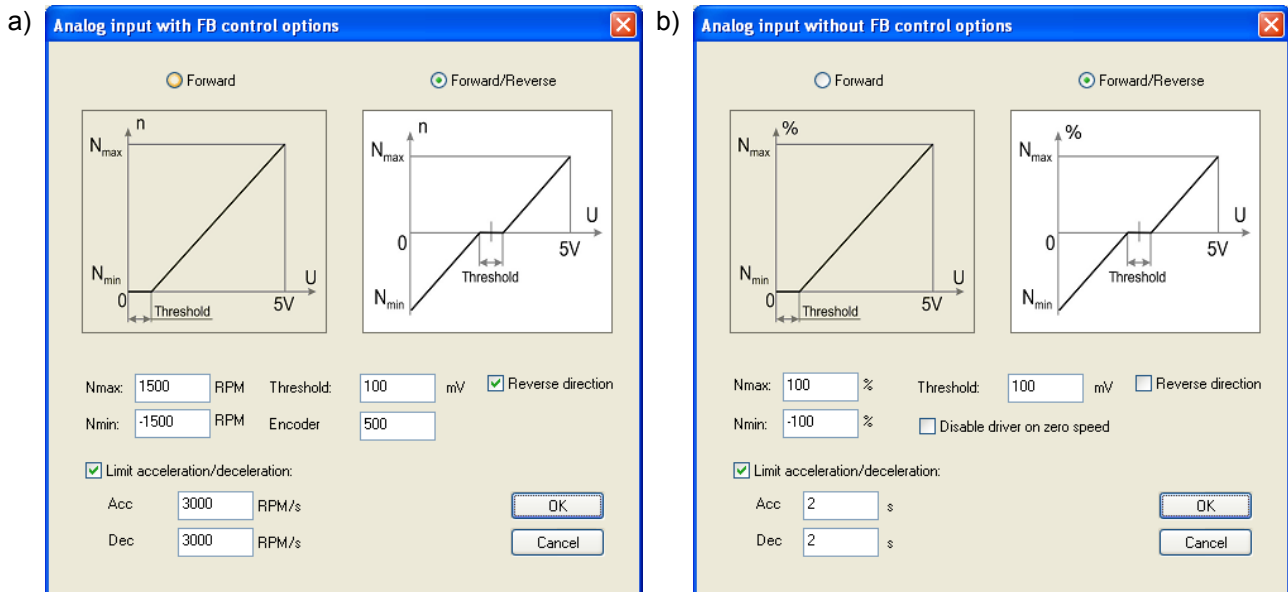 a)
Analog input with FB control options
Forward
Forward/Reverse
n
Nmax
Nmin
0
Threshold
5V
U
n
Nmax
0
U
5V
Threshold
Nmin
Nmax: 1500 RPM Threshold: 100 mV Reverse direction
Nmin: -1500 RPM Encoder 500
Limit acceleration/deceleration:
Acc 3000 RPM/s OK
Dec 3000 RPM/s Cancel
b)
Analog input without FB control options
Forward
Forward/Reverse
%
Nmax
Nmin
0
Threshold
5V
U
%
Nmax
0
U
5V
Threshold
Nmin
Nmax: 100 % Threshold: 100 mV Reverse direction
Nmin: -100 % Disable driver on zero speed
Limit acceleration/deceleration:
Acc 2 s OK
Dec 2 s Cancel